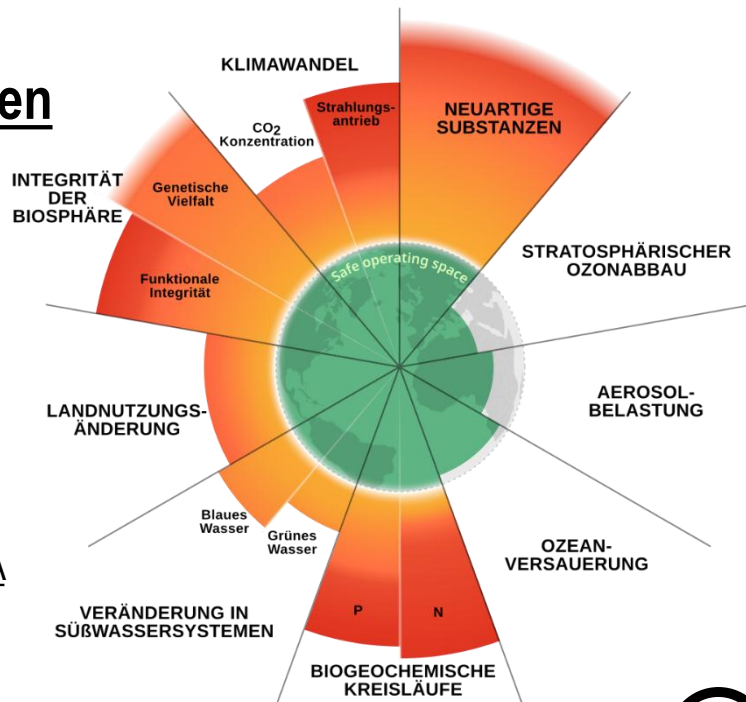 en
KLIMAWANDEL
Strahlungs-
antrieb
CO2
Konzentration
NEUARTIGE
SUBSTANZEN
INTEGRITÄT
DER
BIOSPHÄRE
Genetische
Vielfalt
Funktionale
Integrität
Safe operating space
STRATOSPHÄRISCHER
OZONABBAU
AEROSOL-
BELASTUNG
LANDNUTZUNGS-
ÄNDERUNG
Blaues
Wasser
Grünes
Wasser
OZEAN-
VERSAUERUNG
VERÄNDERUNG IN
SÜßWASSERSYSTEMEN
P
N
BIOGEOCHEMISCHE
KREISLÄUFE